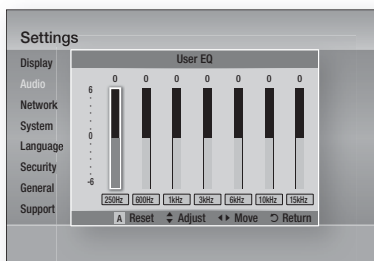 Settings
Display
Audio
Network
System
Language
Security
General
Support
User EQ
0 0 0 0 0 0 0
6
0
-6
250Hz 600Hz 1kHz 3kHz 6kHz 10kHz 15kHz
A Reset Adjust Move Return